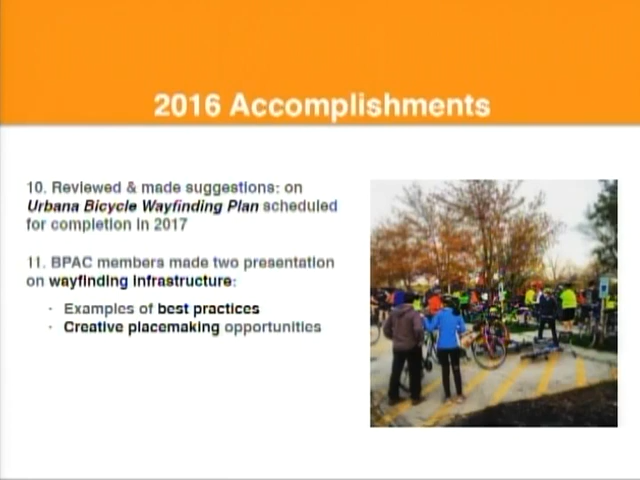 2016 Accomplishments
10. Reviewed & made suggestions: on
Urbana Bicycle Wayfinding Plan scheduled
for completion in 2017
11. BPAC members made two presentation
on wayfinding infrastructure:
· Examples of best practices
· Creative placemaking opportunities